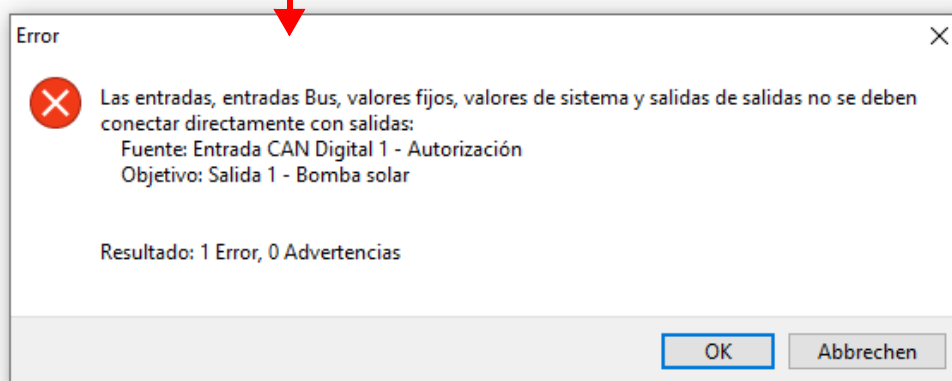 Error
Las entradas, entradas Bus, valores fijos, valores de sistema y salidas de salidas no se deben
conectar directamente con salidas:
Fuente: Entrada CAN Digital 1 - Autorización
Objetivo: Salida 1 - Bomba solar
Resultado: 1 Error, 0 Advertencias
OK
Abbrechen